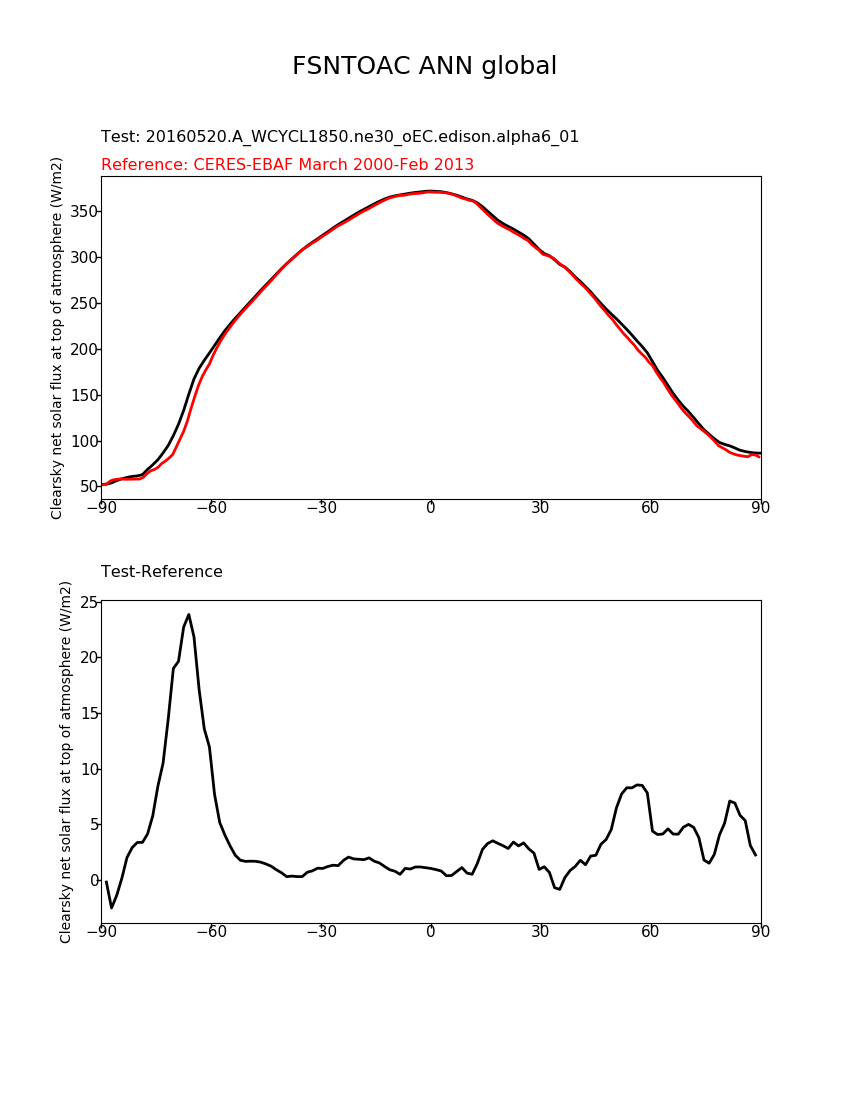 FSNTOAC ANN global
Test: 20160520.A_WCYCL1850.ne30_oEC.edison.alpha6_01
Reference: CERES-EBAF March 2000-Feb 2013
Clearsky net solar flux at top of atmosphere (W/m2)
350
300
250
200
150
100
50
−90 −60 −30 0 30 60 90
Test-Reference
Clearsky net solar flux at top of atmosphere (W/m2)
25
20
15
10
5
0
−90 −60 −30 0 30 60 90